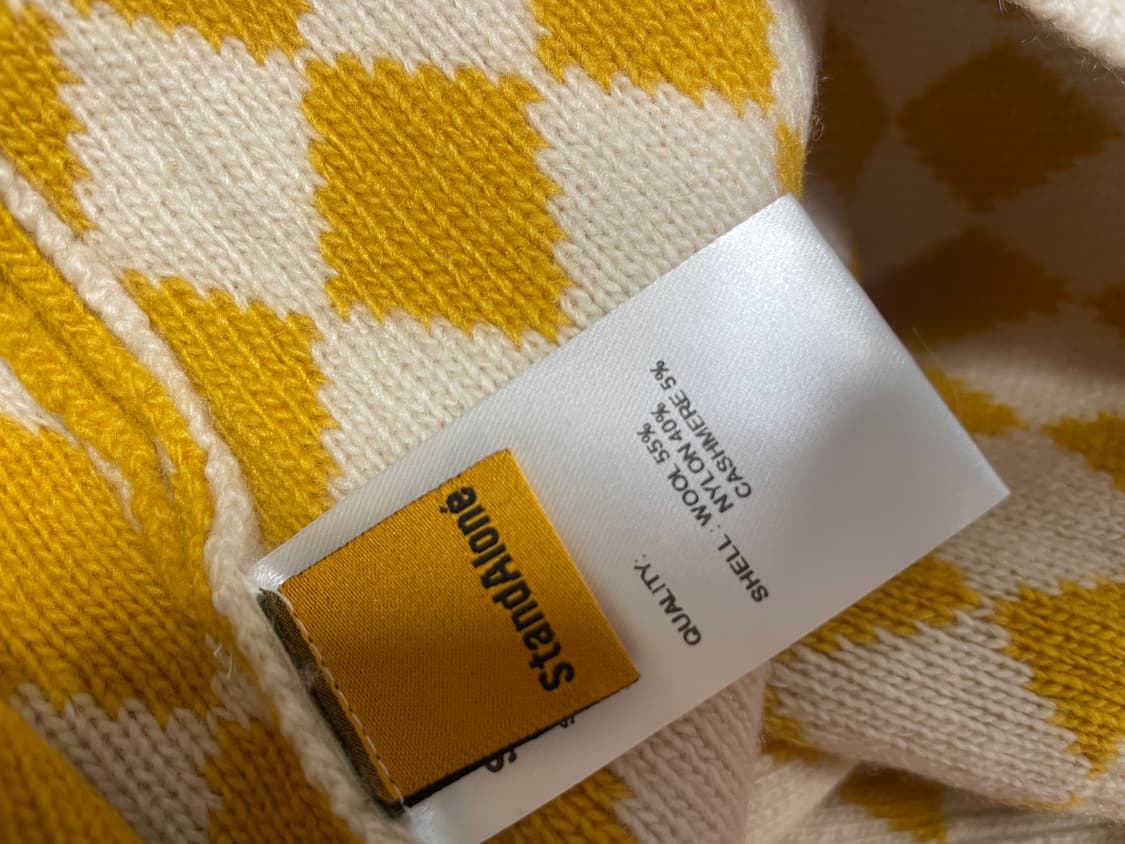 StandAlone
QUALITY:
SHELL : WOOL 55%
NYLON 40%
CASHMERE 5%